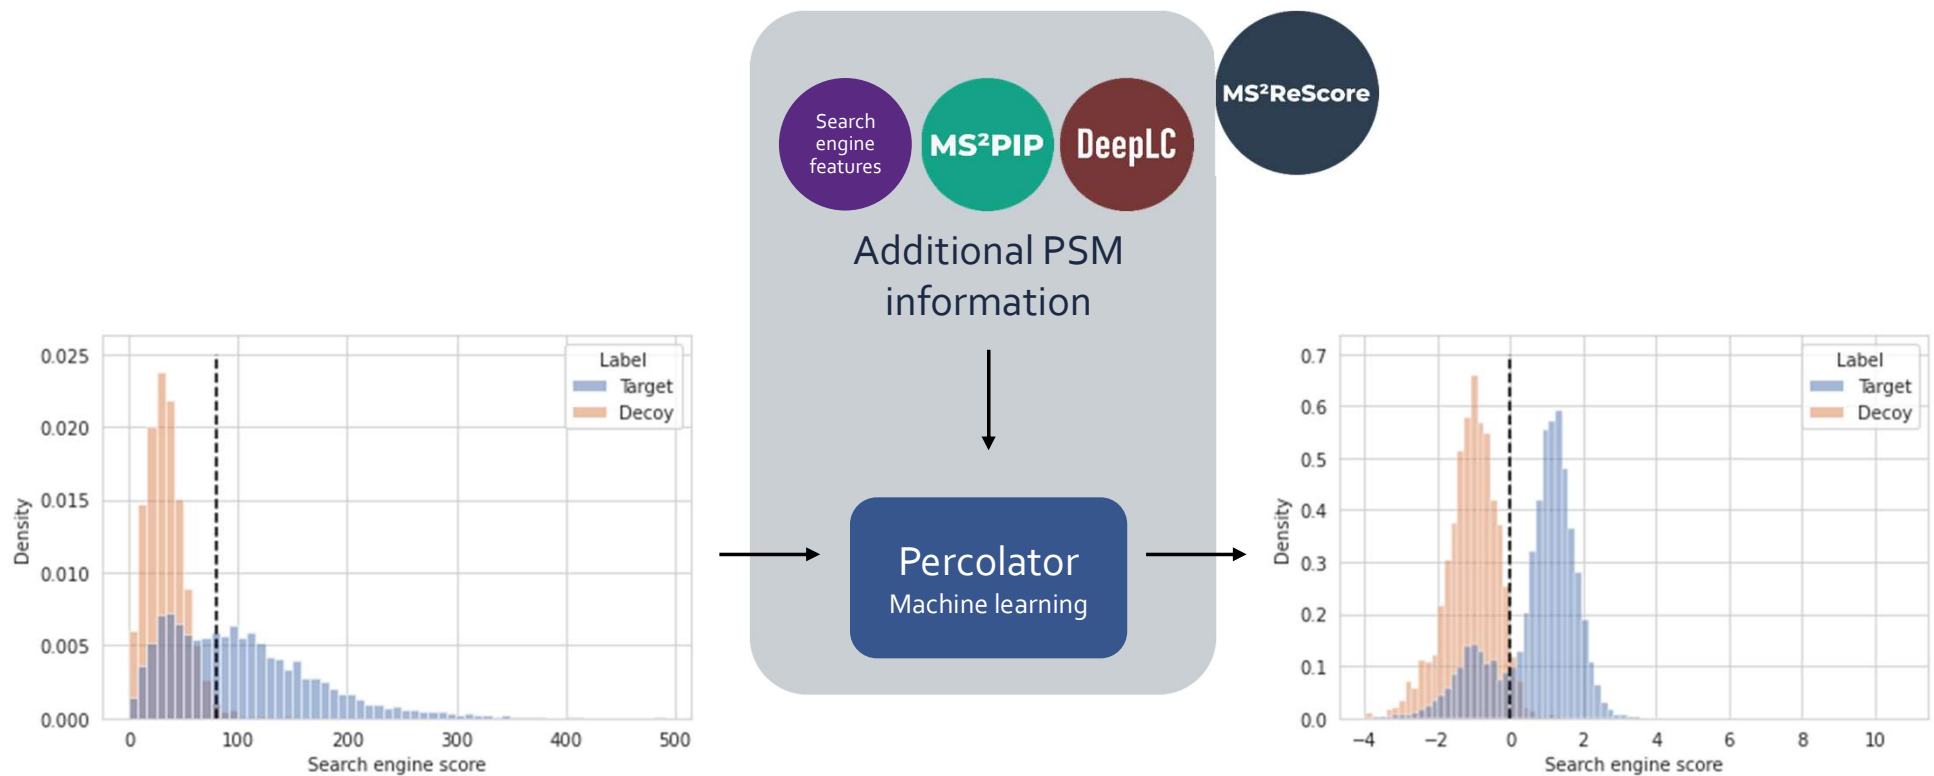 Search
engine
features
MS²PIP
DeepLC
MS²ReScore
Additional PSM
information
Percolator
Machine learning
Label
Target
Decoy
0.025
0.020
0.015
0.010
0.005
0.000
Density
0 100 200 300 400 500
Search engine score
Label
Target
Decoy
0.7
0.6
0.5
0.4
0.3
0.2
0.1
0.0
Density
−4 −2 0 2 4 6 8 10
Search engine score